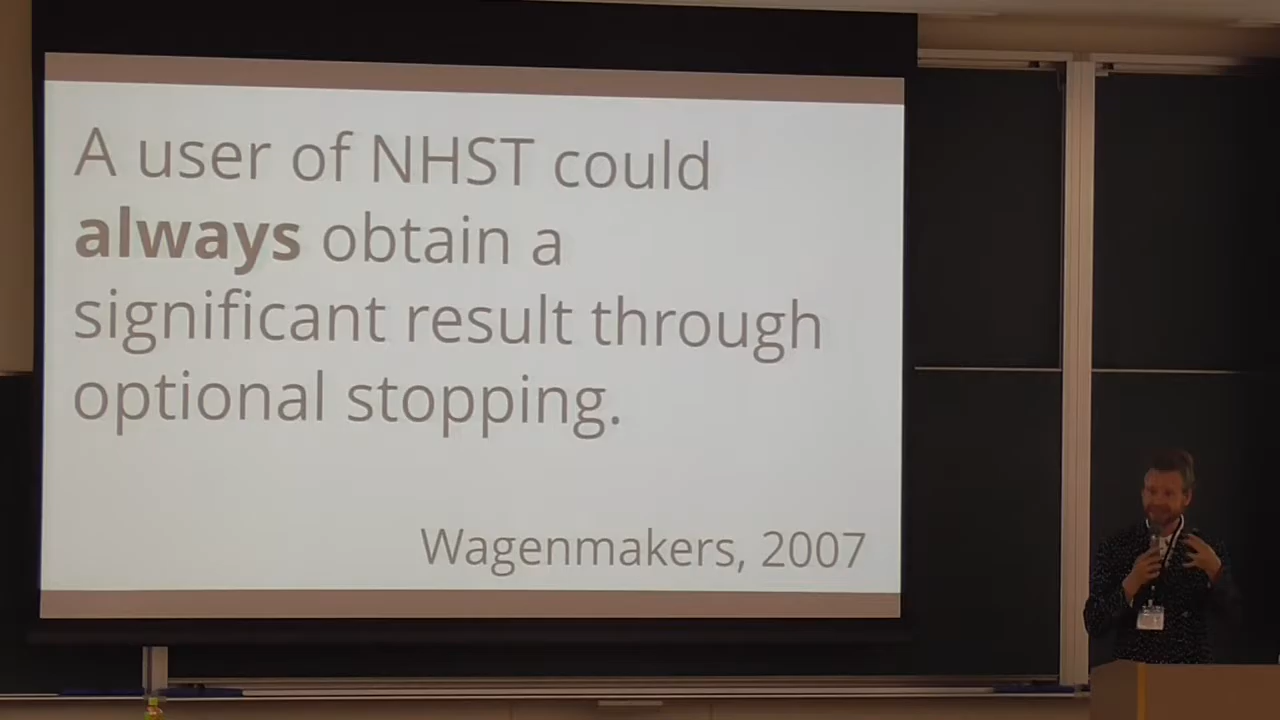 A user of NHST could
always obtain a
significant result through
optional stopping.
Wagenmakers, 2007